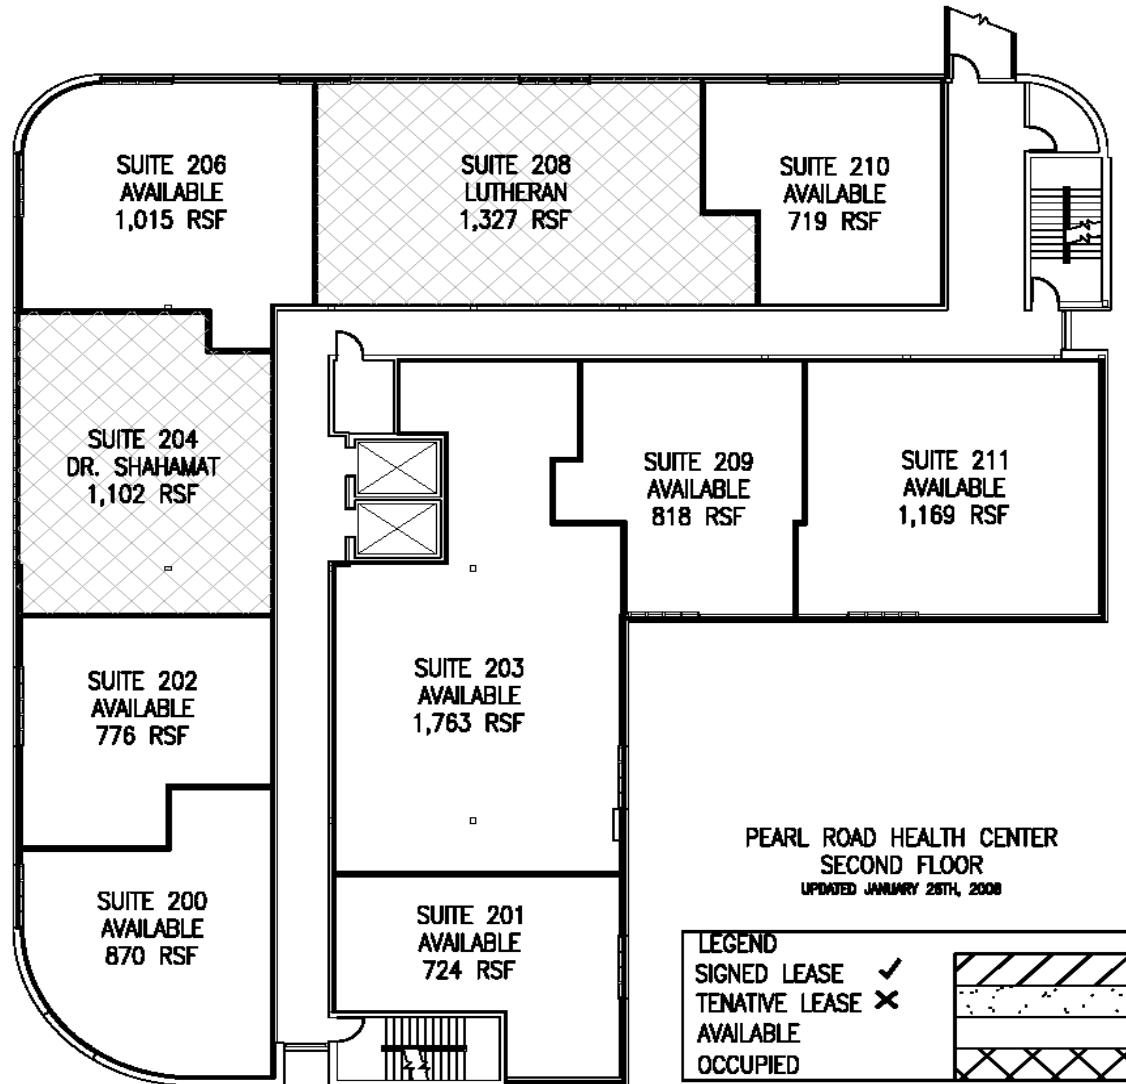 SUITE 206
AVAILABLE
1,015 RSF
SUITE 208
LUTHERAN
1,327 RSF
SUITE 210
AVAILABLE
719 RSF
SUITE 204
DR. SHAHAMAT
1,102 RSF
SUITE 209
AVAILABLE
818 RSF
SUITE 211
AVAILABLE
1,169 RSF
SUITE 202
AVAILABLE
776 RSF
SUITE 203
AVAILABLE
1,763 RSF
SUITE 200
AVAILABLE
870 RSF
SUITE 201
AVAILABLE
724 RSF
PEARL ROAD HEALTH CENTER
SECOND FLOOR
UPDATED JANUARY 2008
LEGEND
SIGNED LEASE ✓
TENATIVE LEASE ✕
AVAILABLE
OCCUPIED